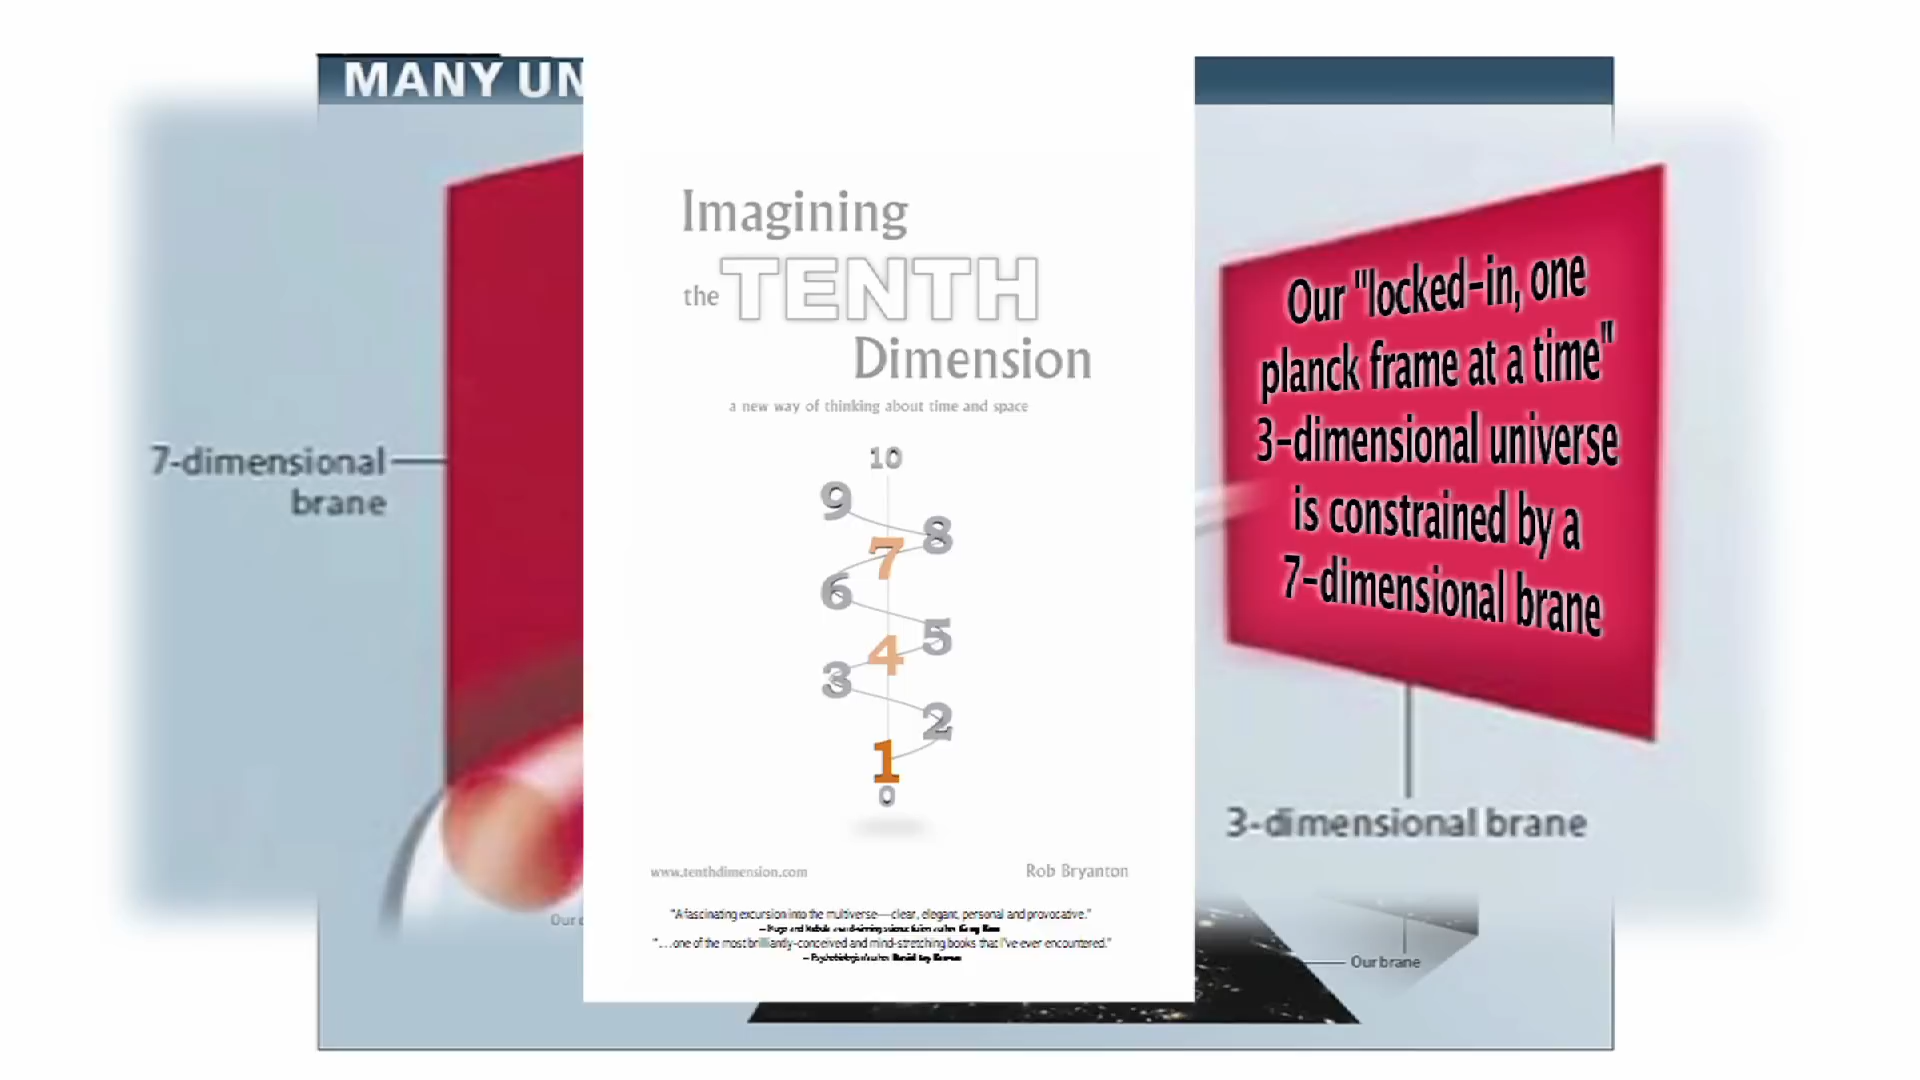 MANY UN
7-dimensional
brane
Imagining
the TENTH
Dimension
a new way of thinking about time and space
10
9
8
7
6
5
4
3
2
1
0
www.tenthdimension.com
Rob Bryanton
"A fascinating excursion into the multiverse—clear, elegant, personal and provocative."
"…one of the most brilliantly-conceived and mind-stretching books that I've ever encountered."
Our "locked-in, one
planck frame at a time"
3-dimensional universe
is constrained by a
7-dimensional brane
3-dimensional brane
Our
Our brane